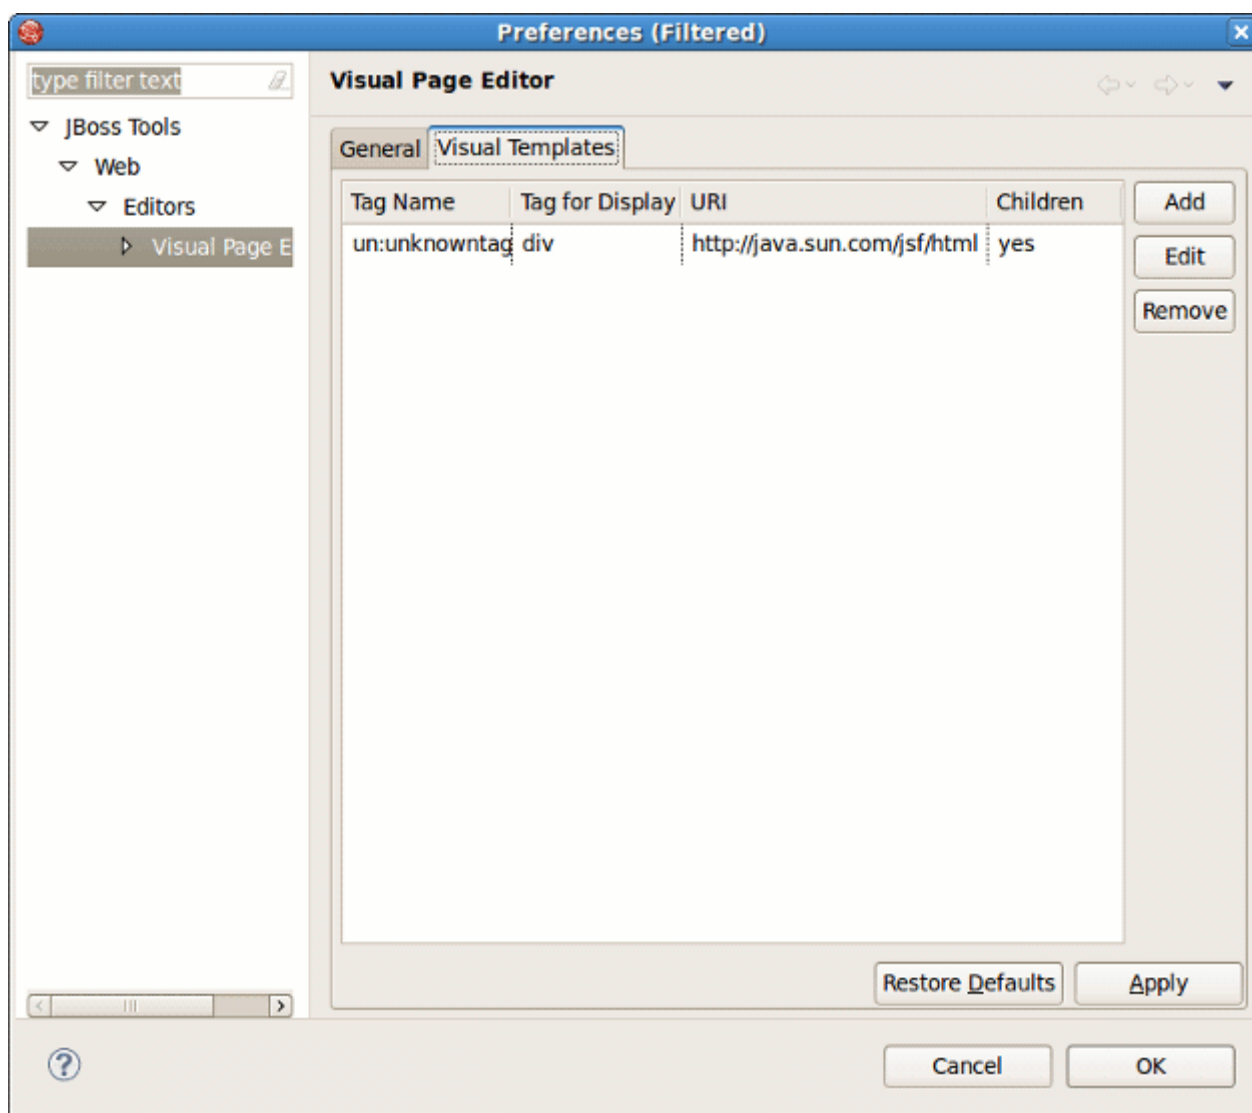 Preferences (Filtered)
type filter text
JBoss Tools
Web
Editors
Visual Page E
Visual Page Editor
General Visual Templates
Tag Name Tag for Display URI Children
un:unknowntag div http://java.sun.com/jsf/html yes
Add
Edit
Remove
Restore Defaults Apply
Cancel OK